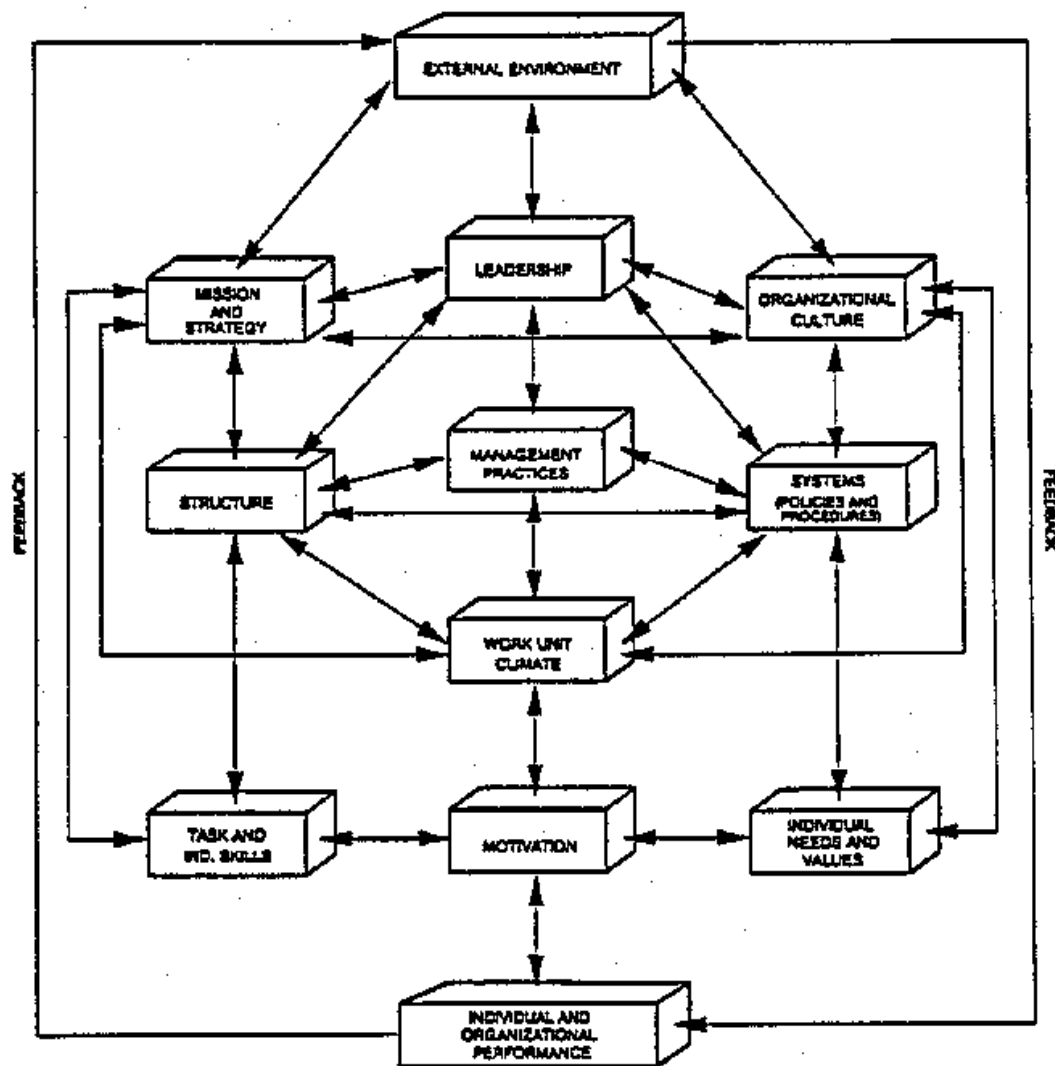 EXTERNAL ENVIRONMENT
LEADERSHIP
MISSION
AND
STRATEGY
ORGANIZATIONAL
CULTURE
MANAGEMENT
PRACTICES
STRUCTURE
SYSTEMS
(POLICIES AND
PROCEDURES)
FEEDBACK
FEEDBACK
WORK UNIT
CLIMATE
TASK AND
IND. SKILLS
MOTIVATION
INDIVIDUAL
NEEDS AND
VALUES
INDIVIDUAL AND
ORGANIZATIONAL
PERFORMANCE